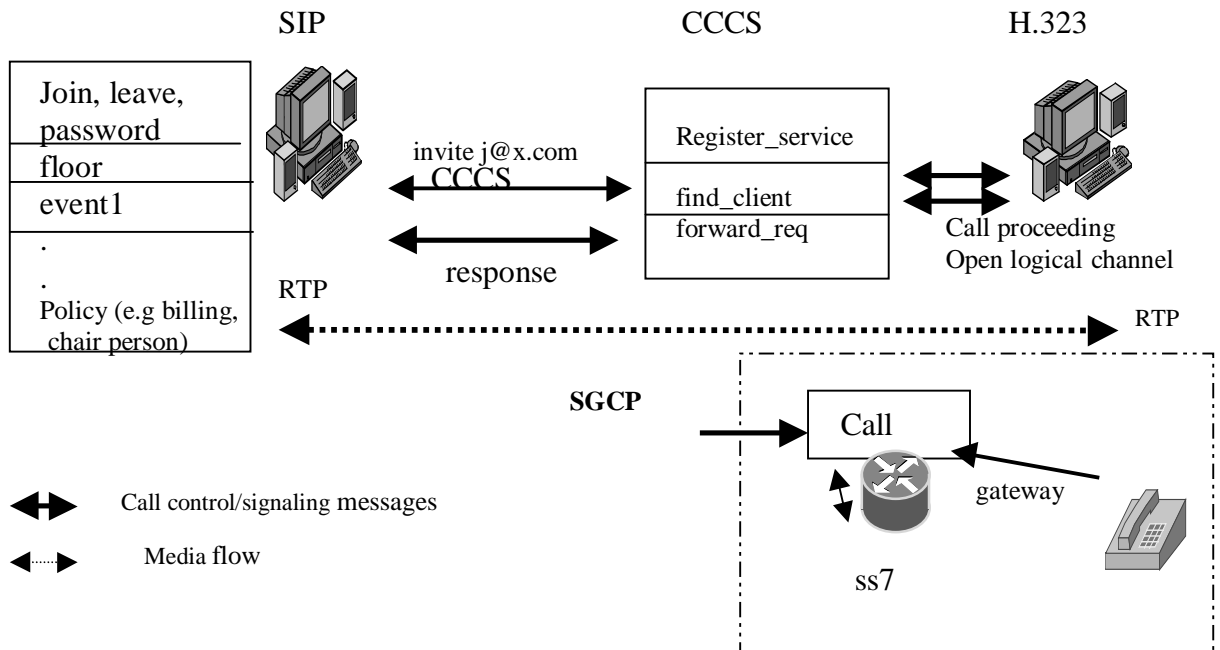 SIP
CCCS
H.323
Join, leave,
password
floor
event1
.
.
Policy (e.g billing,
chair person)
invite j@x.com
CCCS
response
Register_service
find_client
forward_req
Call proceeding
Open logical channel
RTP
RTP
SGCP
Call
gateway
ss7
Call control/signaling messages
Media flow